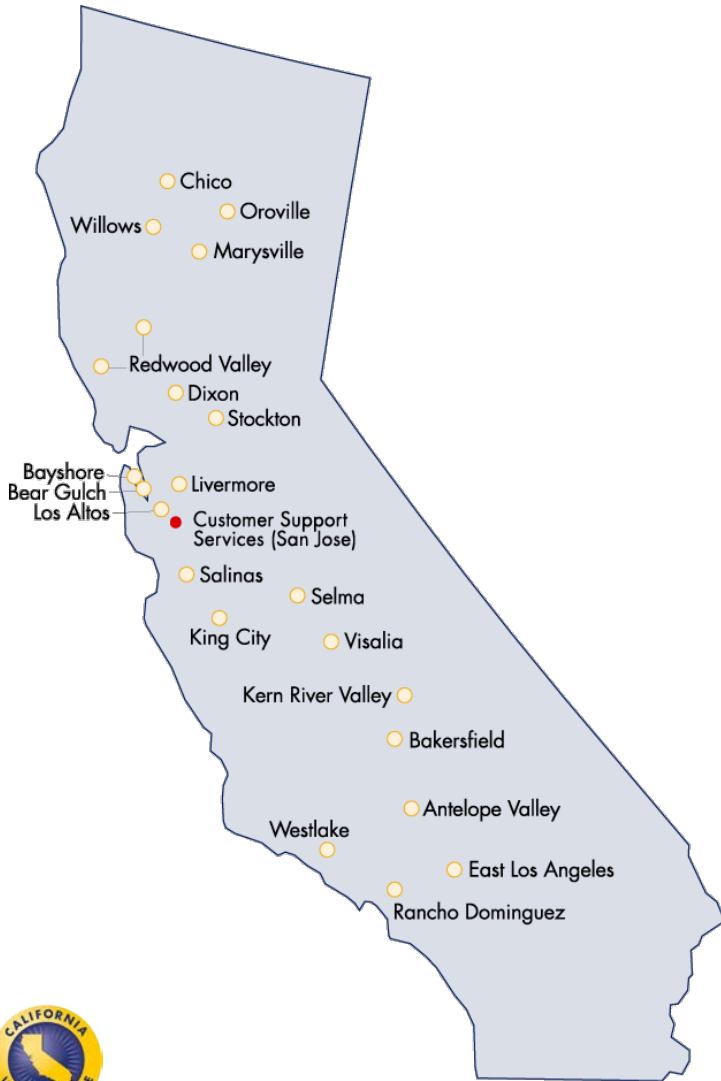 Chico
Oroville
Willows
Marysville
Redwood Valley
Dixon
Stockton
Bayshore
Bear Gulch
Livermore
Los Altos
Customer Support
Services (San Jose)
Salinas
Selma
King City
Visalia
Kern River Valley
Bakersfield
Antelope Valley
Westlake
East Los Angeles
Rancho Dominguez
CALIFORNIA